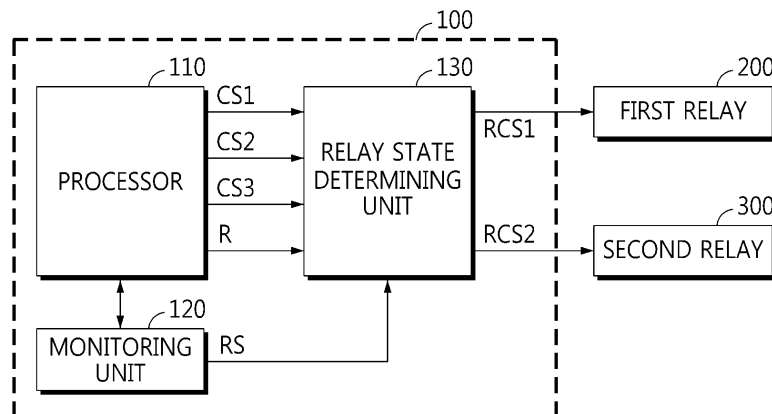 100
110
PROCESSOR
CS1
CS2
CS3
R
130
RELAY STATE
DETERMINING
UNIT
RCS1
RCS2
200
FIRST RELAY
300
SECOND RELAY
120
MONITORING
UNIT
RS